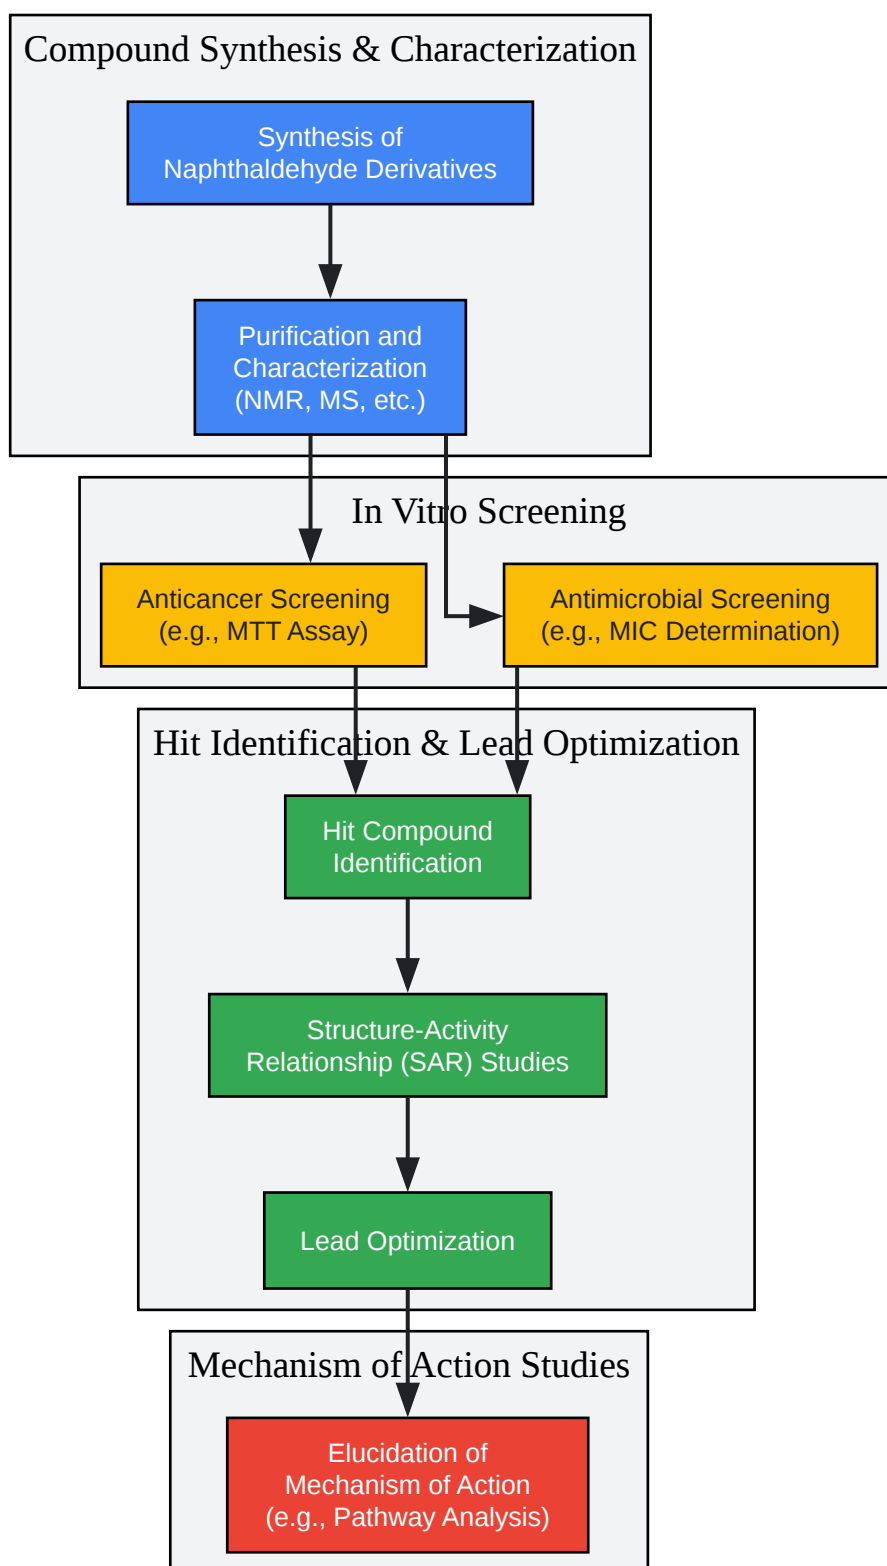 Compound Synthesis & Characterization
Synthesis of
Naphthaldehyde Derivatives
Purification and
Characterization
(NMR, MS, etc.)
In Vitro Screening
Anticancer Screening
(e.g., MTT Assay)
Antimicrobial Screening
(e.g., MIC Determination)
Hit Identification & Lead Optimization
Hit Compound
Identification
Structure-Activity
Relationship (SAR) Studies
Lead Optimization
Mechanism of Action Studies
Elucidation of
Mechanism of Action
(e.g., Pathway Analysis)